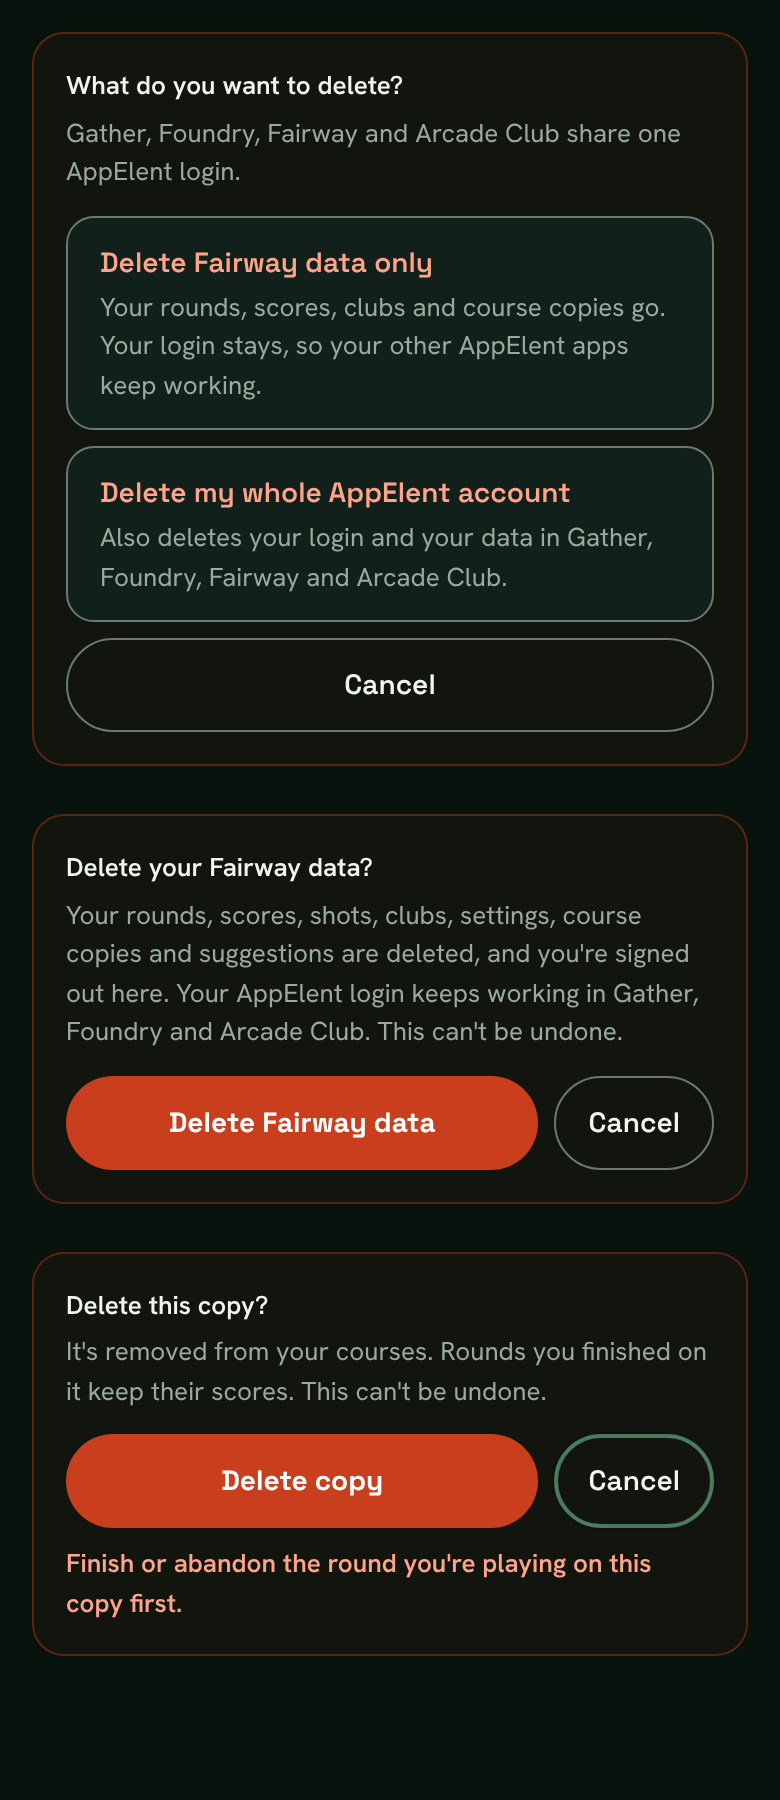 What do you want to delete?
Gather, Foundry, Fairway and Arcade Club share one
AppElent login.
Delete Fairway data only
Your rounds, scores, clubs and course copies go.
Your login stays, so your other AppElent apps
keep working.
Delete my whole AppElent account
Also deletes your login and your data in Gather,
Foundry, Fairway and Arcade Club.
Cancel
Delete your Fairway data?
Your rounds, scores, shots, clubs, settings, course
copies and suggestions are deleted, and you're signed
out here. Your AppElent login keeps working in Gather,
Foundry and Arcade Club. This can't be undone.
Delete Fairway data
Cancel
Delete this copy?
It's removed from your courses. Rounds you finished on
it keep their scores. This can't be undone.
Delete copy
Cancel
Finish or abandon the round you're playing on this
copy first.